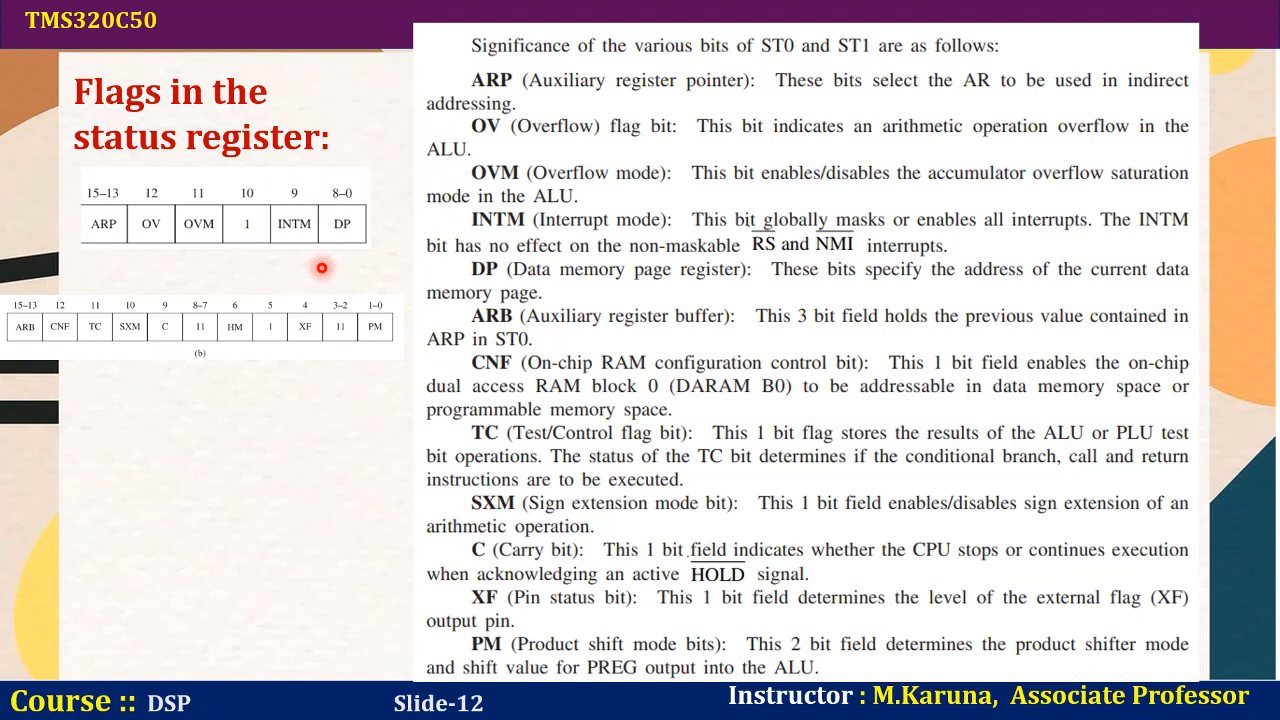 TMS320C50
Flags in the
status register:
15–13 12 11 10 9 8–0
ARP OV OVM 1 INTM DP
15–13 12 11 10 9 8–7 6 5 4 3–2 1–0
ARB CNF TC SXM C 11 HM 1 XF 11 PM
(b)
Significance of the various bits of ST0 and ST1 are as follows:
ARP (Auxiliary register pointer): These bits select the AR to be used in indirect
addressing.
OV (Overflow) flag bit: This bit indicates an arithmetic operation overflow in the
ALU.
OVM (Overflow mode): This bit enables/disables the accumulator overflow saturation
mode in the ALU.
INTM (Interrupt mode): This bit globally masks or enables all interrupts. The INTM
bit has no effect on the non-maskable RS and NMI interrupts.
DP (Data memory page register): These bits specify the address of the current data
memory page.
ARB (Auxiliary register buffer): This 3 bit field holds the previous value contained in
ARP in ST0.
CNF (On-chip RAM configuration control bit): This 1 bit field enables the on-chip
dual access RAM block 0 (DARAM B0) to be addressable in data memory space or
programmable memory space.
TC (Test/Control flag bit): This 1 bit flag stores the results of the ALU or PLU test
bit operations. The status of the TC bit determines if the conditional branch, call and return
instructions are to be executed.
SXM (Sign extension mode bit): This 1 bit field enables/disables sign extension of an
arithmetic operation.
C (Carry bit): This 1 bit field indicates whether the CPU stops or continues execution
when acknowledging an active HOLD signal.
XF (Pin status bit): This 1 bit field determines the level of the external flag (XF)
output pin.
PM (Product shift mode bits): This 2 bit field determines the product shifter mode
and shift value for PREG output into the ALU.
Course :: DSP Slide-12 Instructor : M.Karuna, Associate Professor